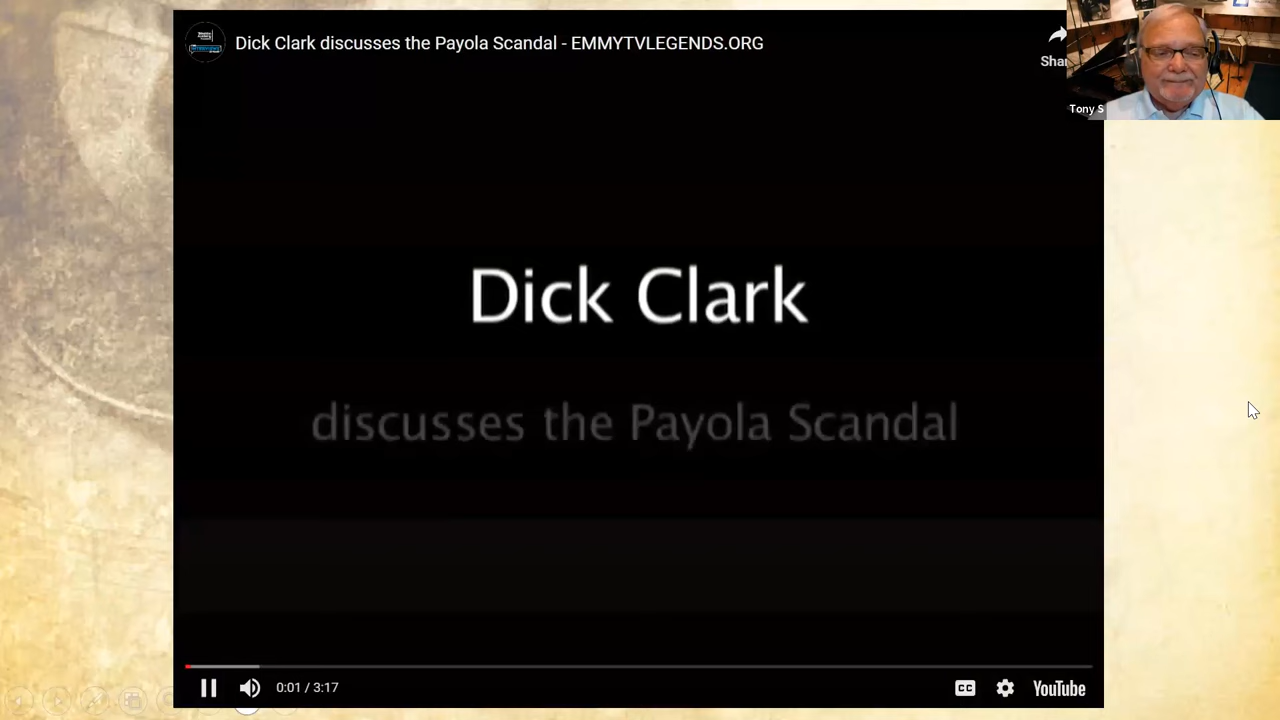 Dick Clark discusses the Payola Scandal - EMMYTVLEGENDS.ORG
Tony S
Dick Clark
discusses the Payola Scandal
0:01 / 3:17
CC
YouTube